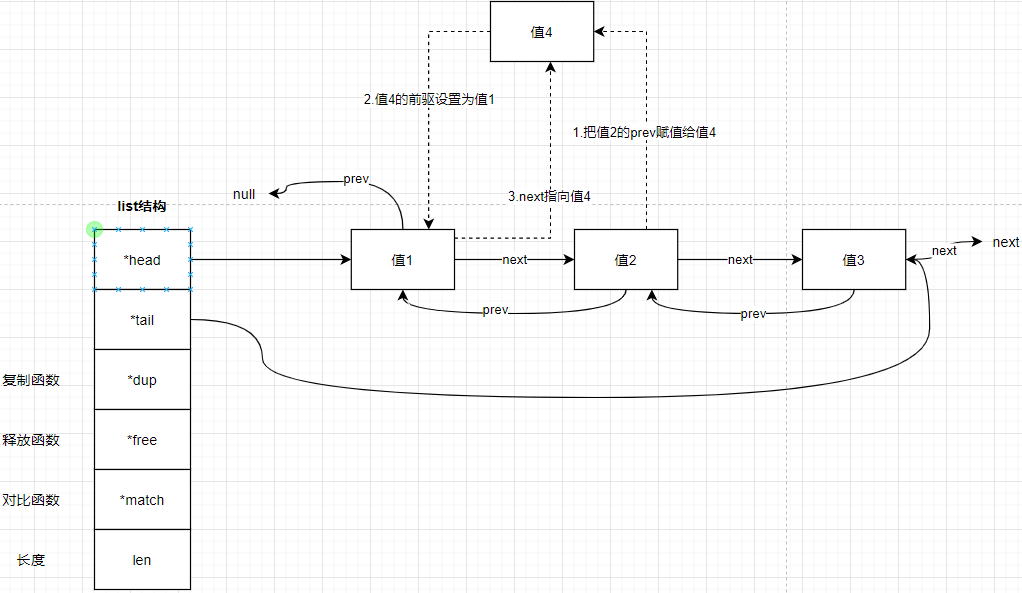 值4
2.值4的前驱设置为值1
1.把值2的prev赋值给值4
prev
null
3.next指向值4
list结构
*head
值1
next
值2
next
值3
next
next
prev
prev
*tail
复制函数
*dup
释放函数
*free
对比函数
*match
长度
len